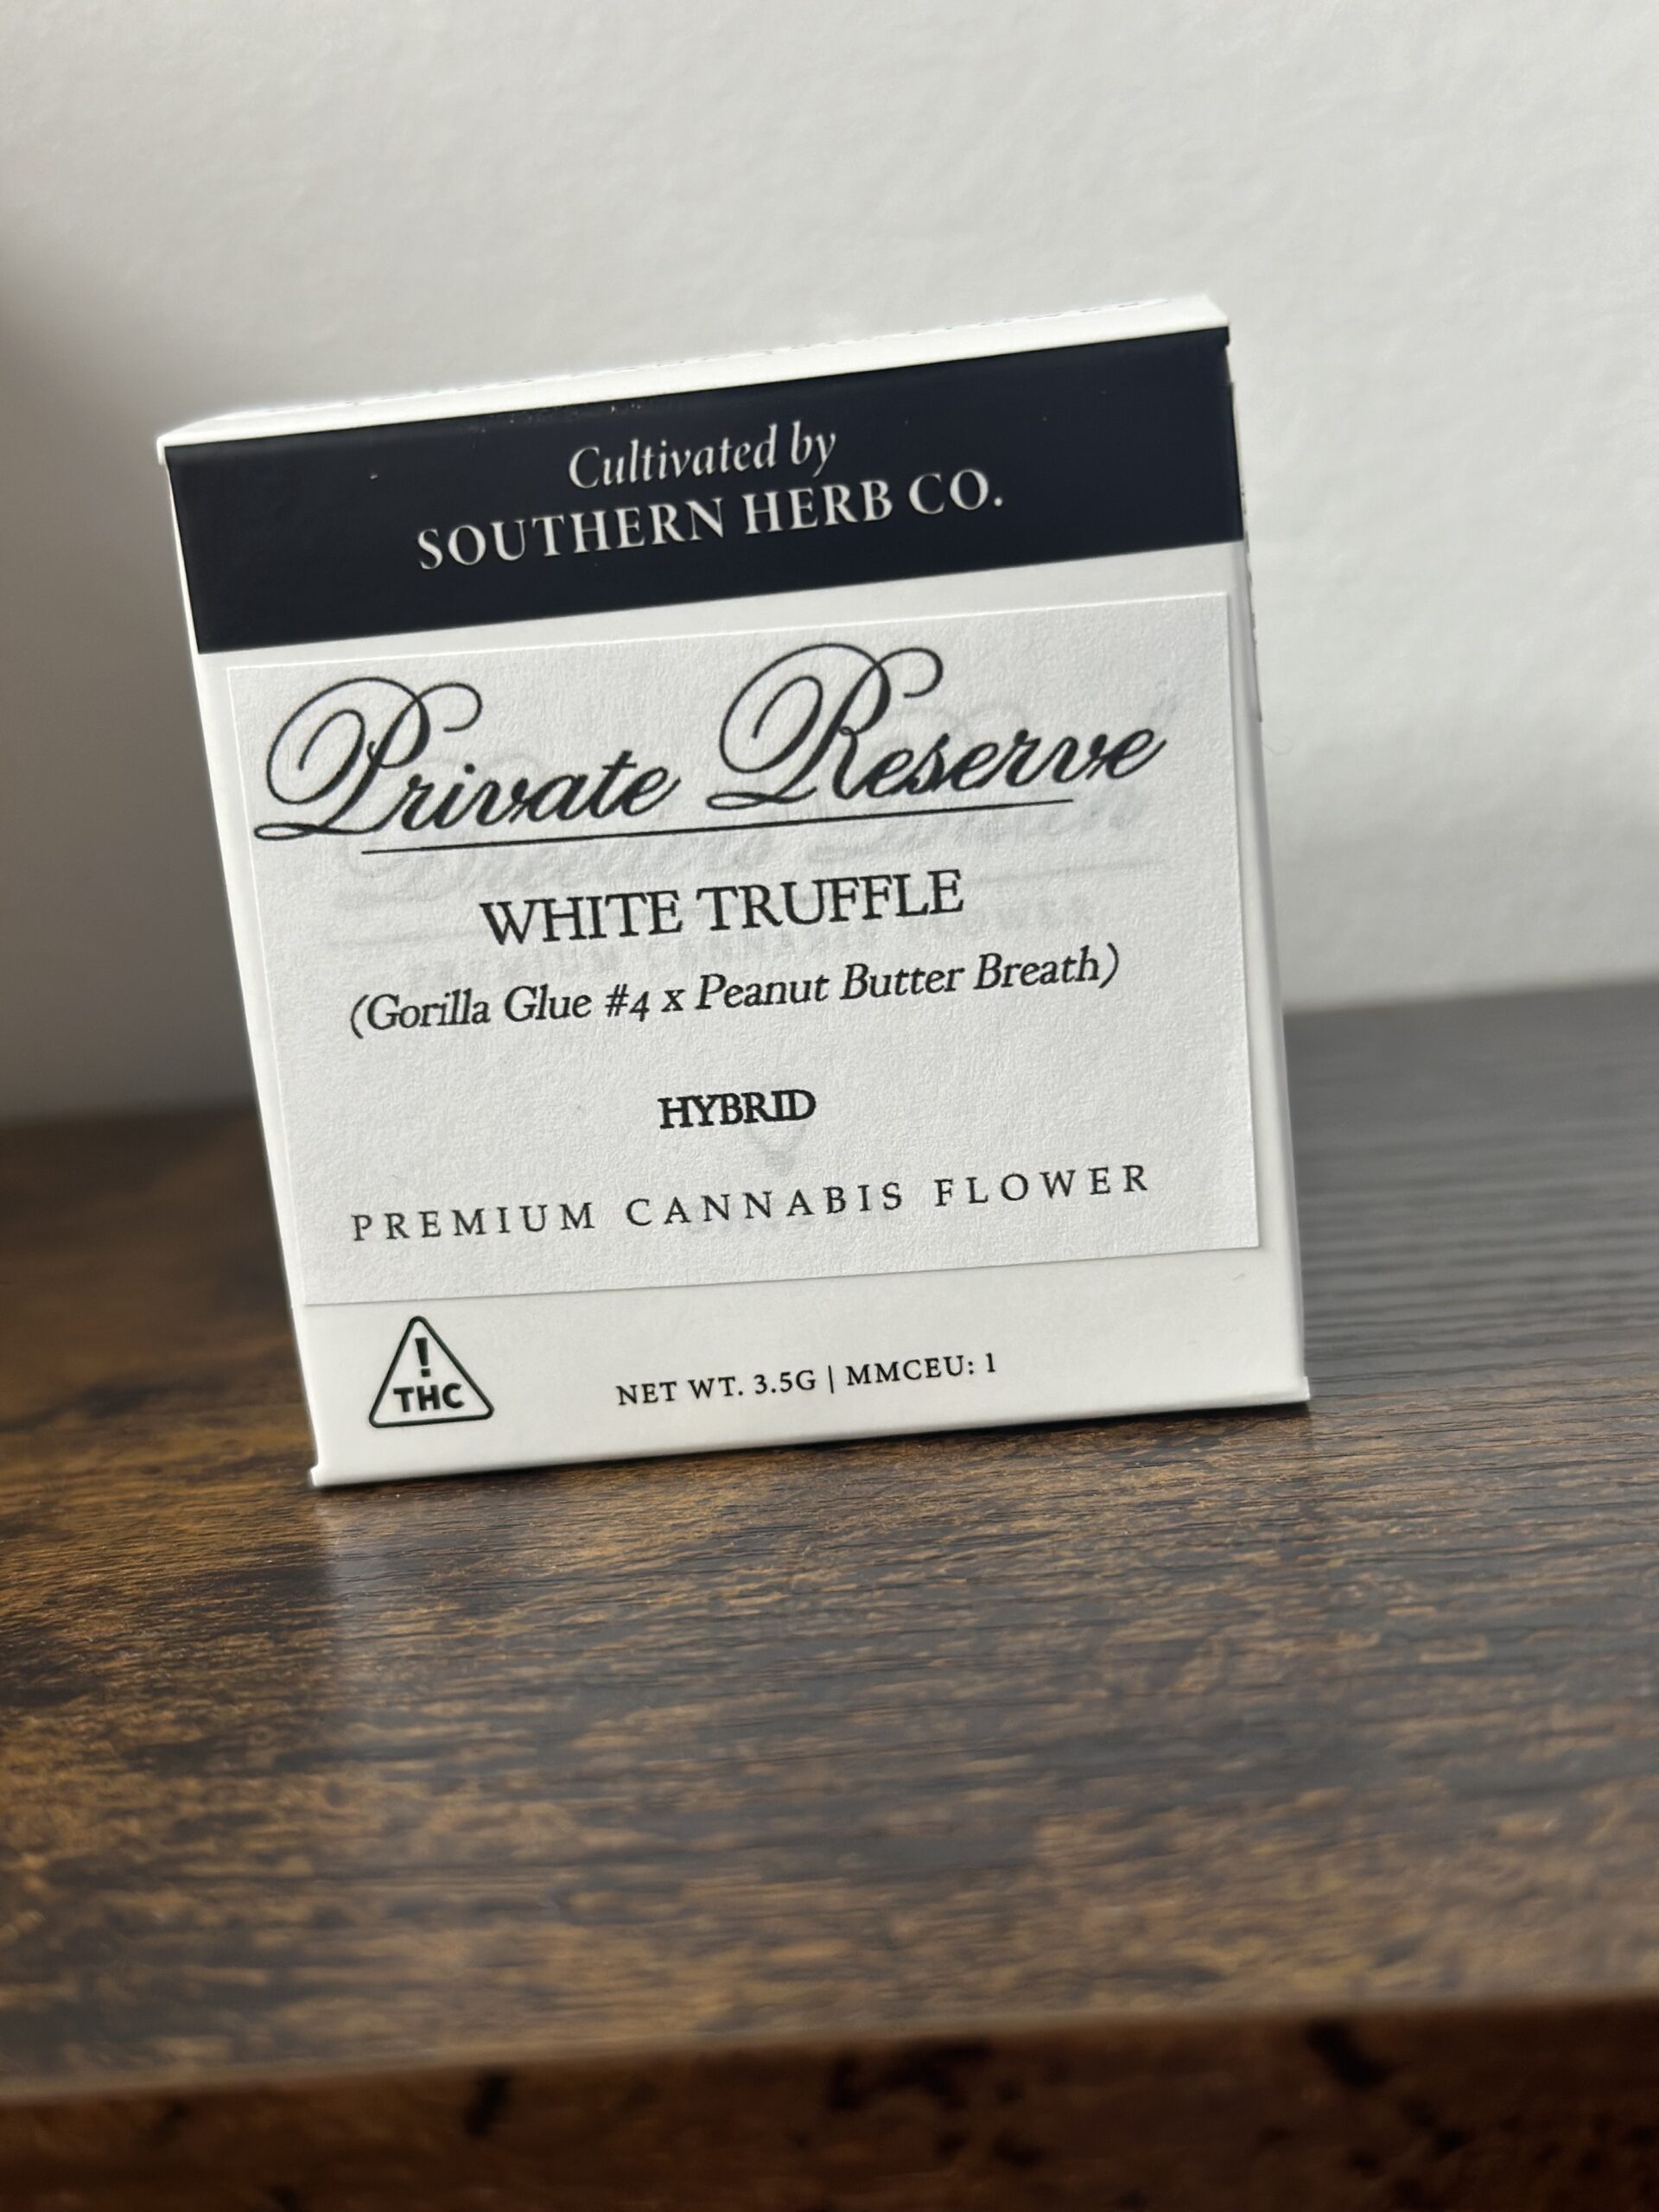 Cultivated by
SOUTHERN HERB CO.
Private Reserve
WHITE TRUFFLE
(Gorilla Glue #4 x Peanut Butter Breath)
HYBRID
PREMIUM CANNABIS FLOWER
!
THC
NET WT. 3.5G | MMCEU: 1